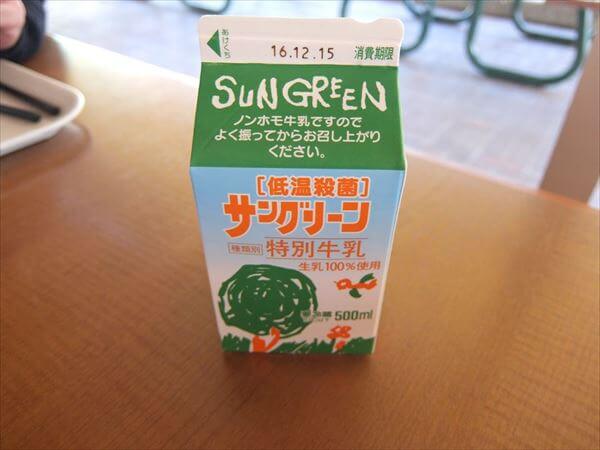 あけくち
16.12.15 消費期限
SUNGREEN
ノンホモ牛乳ですので
よく振ってからお召し上がり
ください。
[低温殺菌]
サングリーン
種類別 特別牛乳
生乳100%使用
要冷蔵 500ml